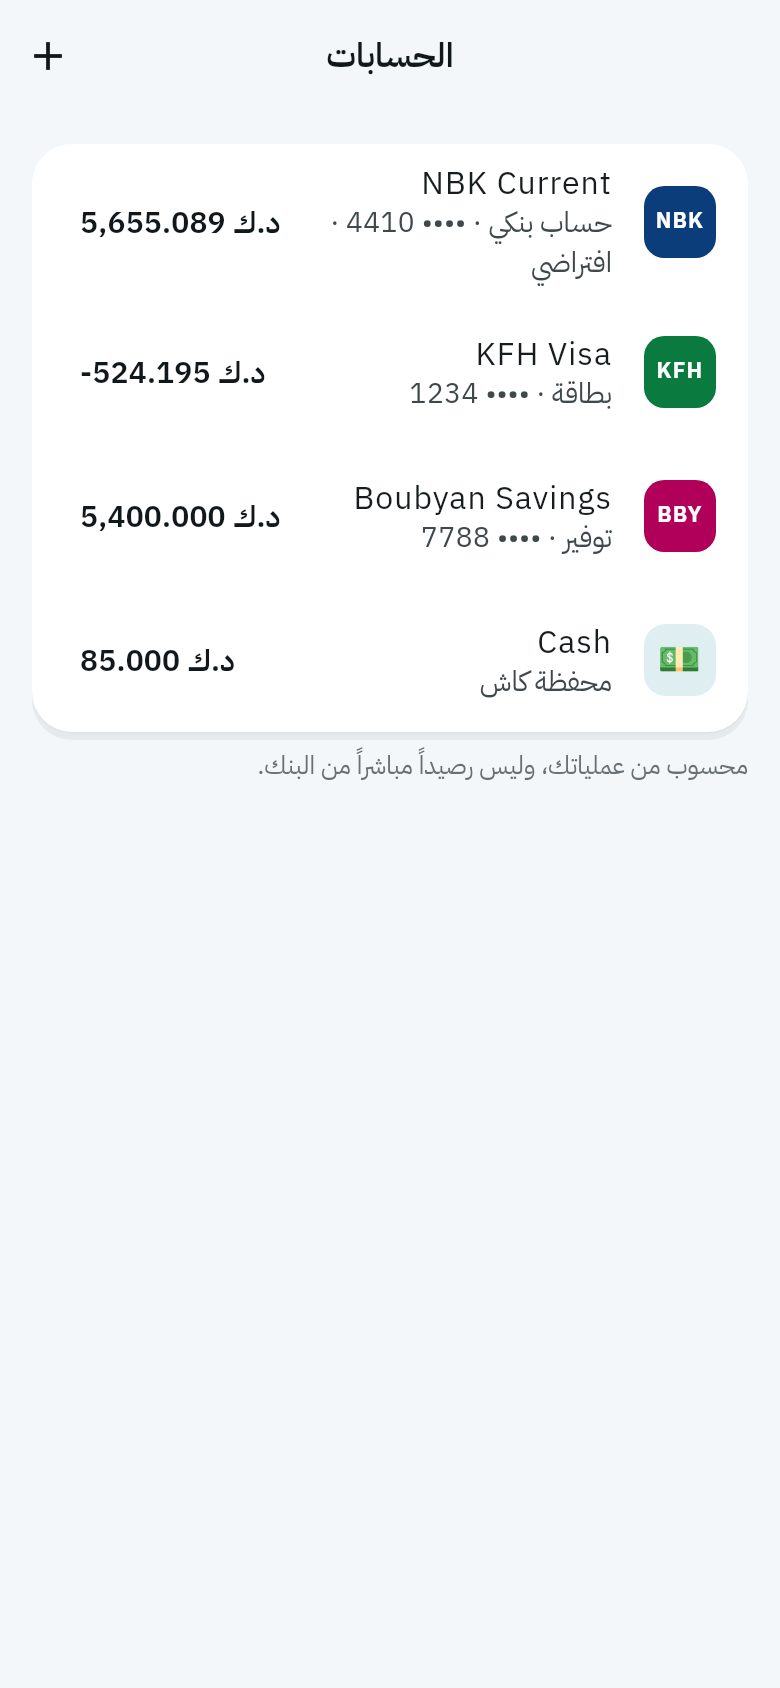 الحسابات
NBK
NBK Current
حساب بنكي · •••• 4410 ·
افتراضي
د.ك 5,655.089
KFH
KFH Visa
بطاقة · •••• 1234
د.ك 524.195-
BBY
Boubyan Savings
توفير · •••• 7788
د.ك 5,400.000
Cash
محفظة كاش
د.ك 85.000
محسوب من عملياتك، وليس رصيداً مباشراً من البنك.